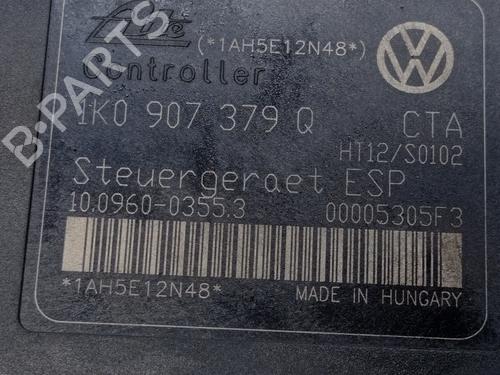 Ate (*1AH5E12N48*)
Controller
1K0 907 379 Q CTA
HT12/S0102
Steuergeraet ESP
10.0960-0355.3 00005305F3
*1AH5E12N48* MADE IN HUNGARY
B-PARTS